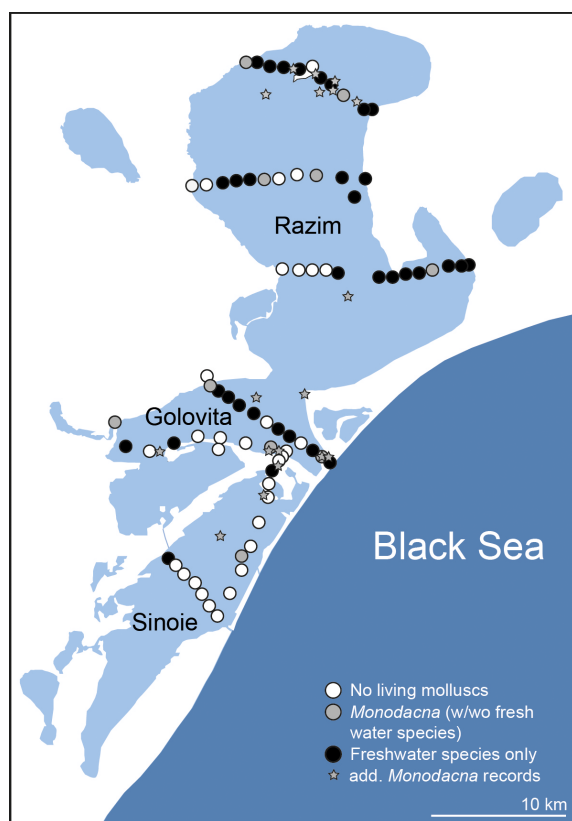 Razim
Golovita
Black Sea
Sinoie
No living molluscs
Monodacna (w/wo fresh
water species)
Freshwater species only
add. Monodacna records
10 km